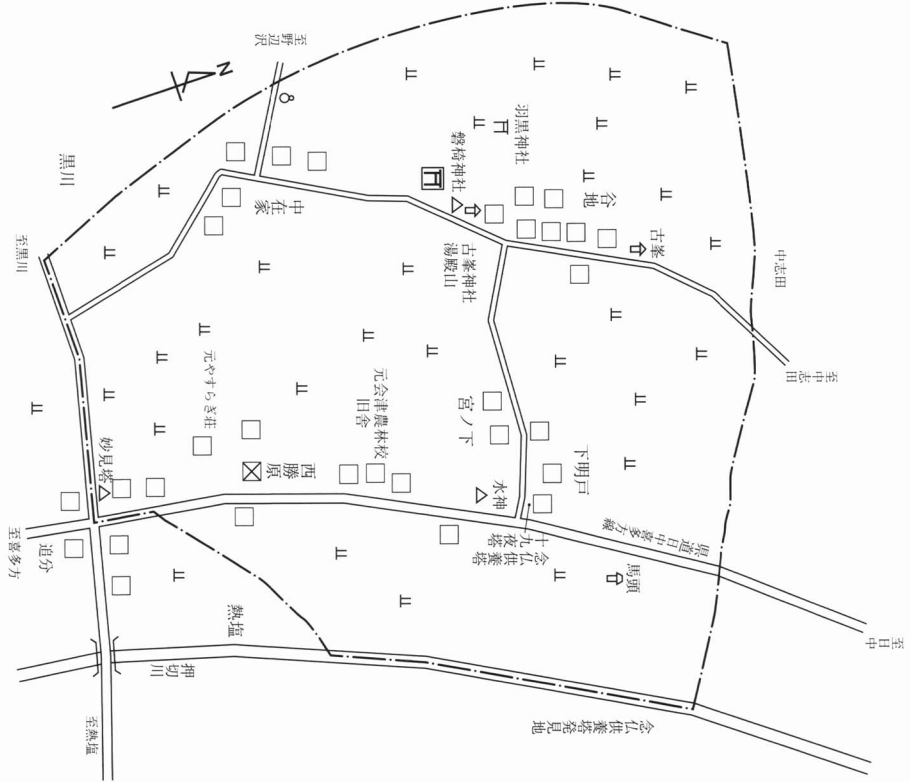 至野辺沢
N
黒川
至黒川
羽黒神社
磐椅神社
谷地
古峯
中志田
至中志田
中在家
古峯神社
湯殿山
元やすらぎ荘
元会津農林校
旧舎
宮ノ下
下明戸
西勝原
水神
妙見塔
十九夜塔
念仏供養塔
県道日中喜多方線
馬頭
至日中
至喜多方
追分
熱塩
押切川
至熱塩
念仏供養塔発見地